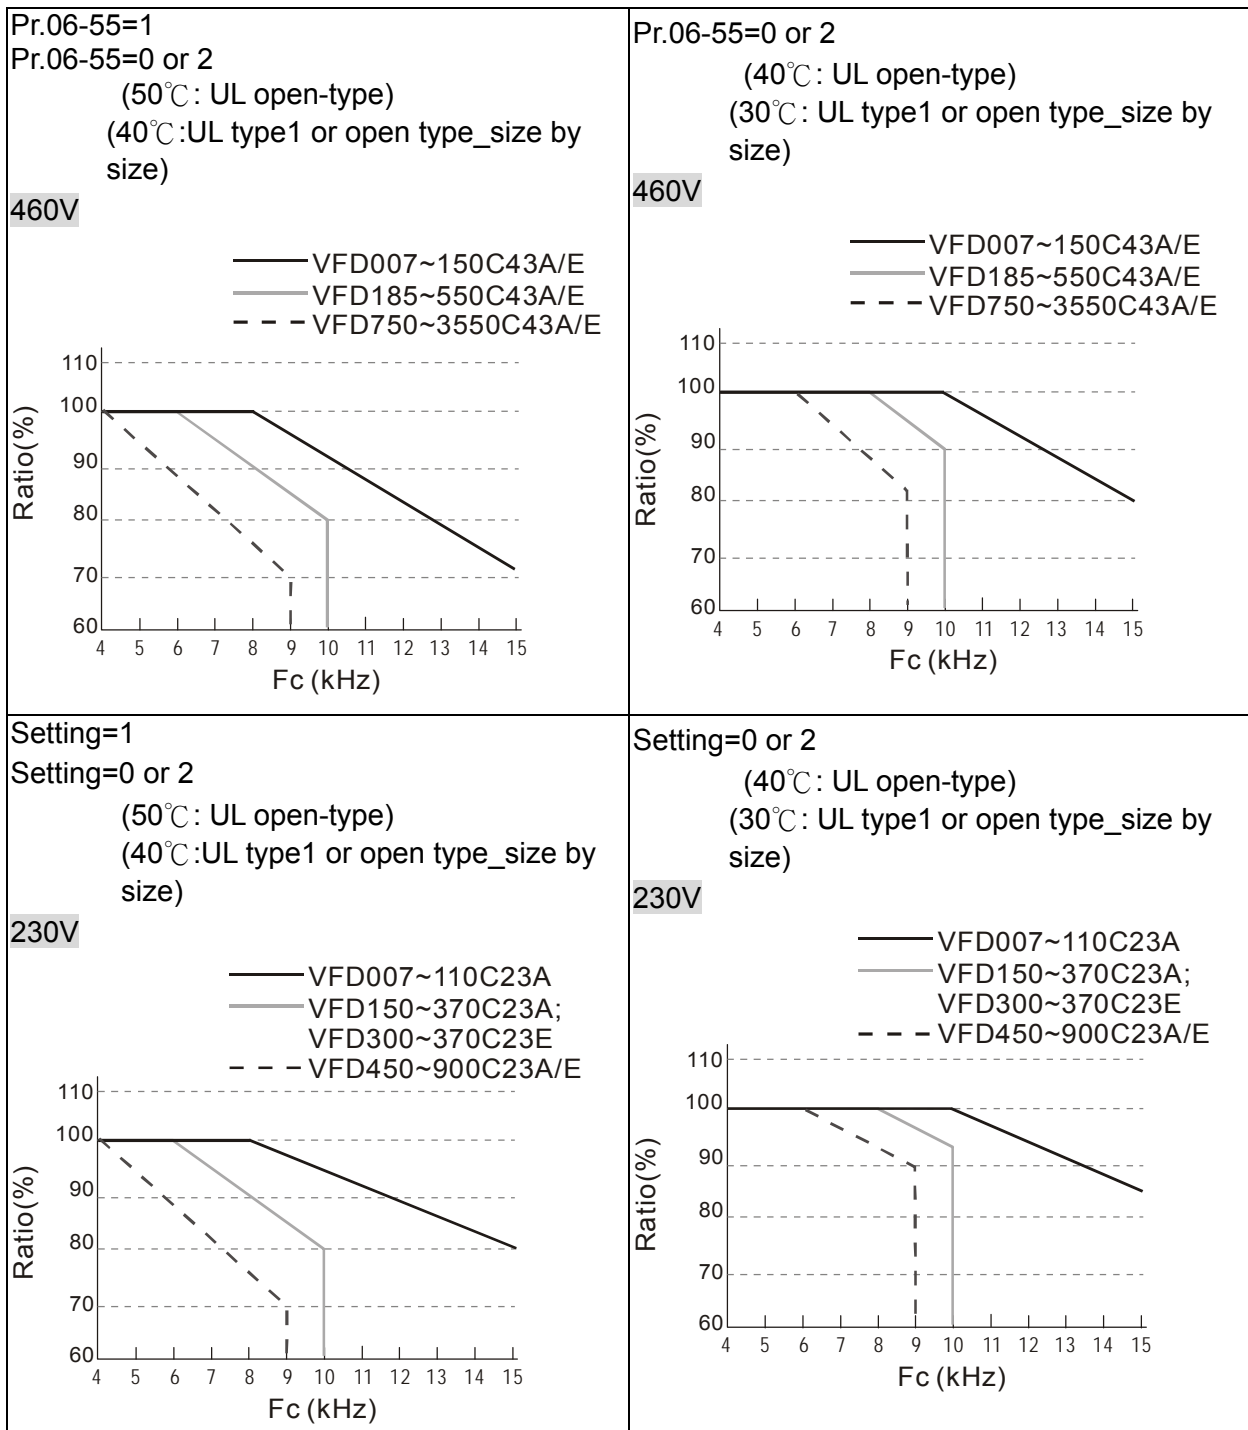 Pr.06-55=1
Pr.06-55=0 or 2
(50℃: UL open-type)
(40℃:UL type1 or open type_size by
size)
460V
VFD007~150C43A/E
VFD185~550C43A/E
VFD750~3550C43A/E
110
100
90
80
70
60
Ratio(%)
4 5 6 7 8 9 10 11 12 13 14 15
Fc (kHz)
Pr.06-55=0 or 2
(40℃: UL open-type)
(30℃: UL type1 or open type_size by
size)
460V
VFD007~150C43A/E
VFD185~550C43A/E
VFD750~3550C43A/E
110
100
90
80
70
60
Ratio(%)
4 5 6 7 8 9 10 11 12 13 14 15
Fc (kHz)
Setting=1
Setting=0 or 2
(50℃: UL open-type)
(40℃:UL type1 or open type_size by
size)
230V
VFD007~110C23A
VFD150~370C23A;
VFD300~370C23E
VFD450~900C23A/E
110
100
90
80
70
60
Ratio(%)
4 5 6 7 8 9 10 11 12 13 14 15
Fc (kHz)
Setting=0 or 2
(40℃: UL open-type)
(30℃: UL type1 or open type_size by
size)
230V
VFD007~110C23A
VFD150~370C23A;
VFD300~370C23E
VFD450~900C23A/E
110
100
90
80
70
60
Ratio(%)
4 5 6 7 8 9 10 11 12 13 14 15
Fc (kHz)